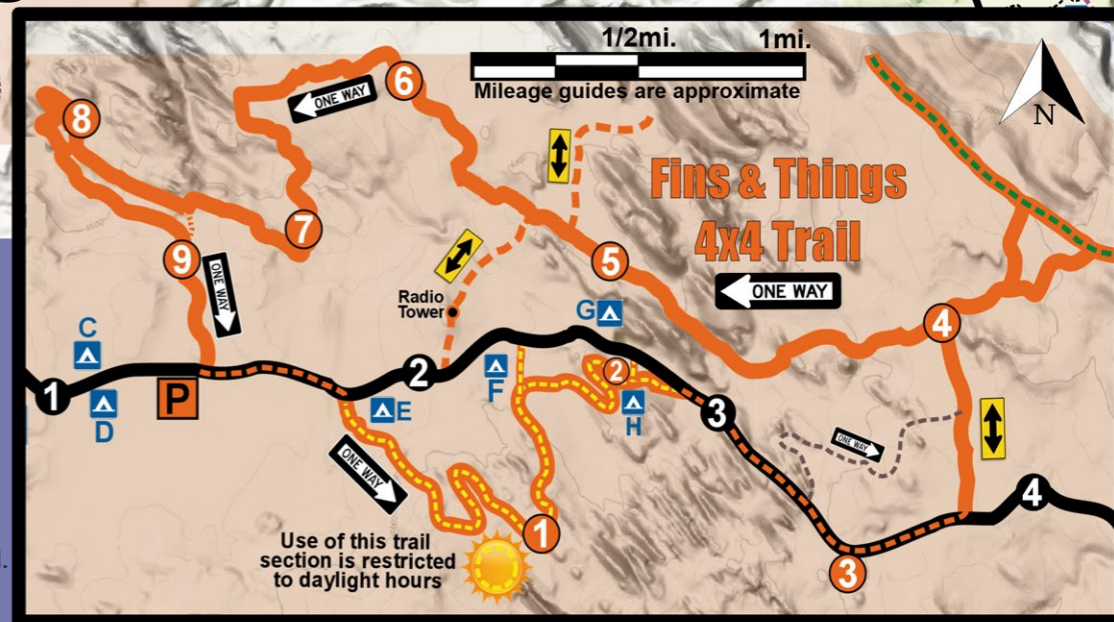 1/2mi. 1mi.
Mileage guides are approximate
N
6
ONE WAY
8
Fins & Things
4x4 Trail
7
9
ONE WAY
5
ONE WAY
Radio
Tower
G
4
C
1
D
P
2
F
E
2
H
3
ONE WAY
ONE WAY
4
1
Use of this trail
section is restricted
to daylight hours
3